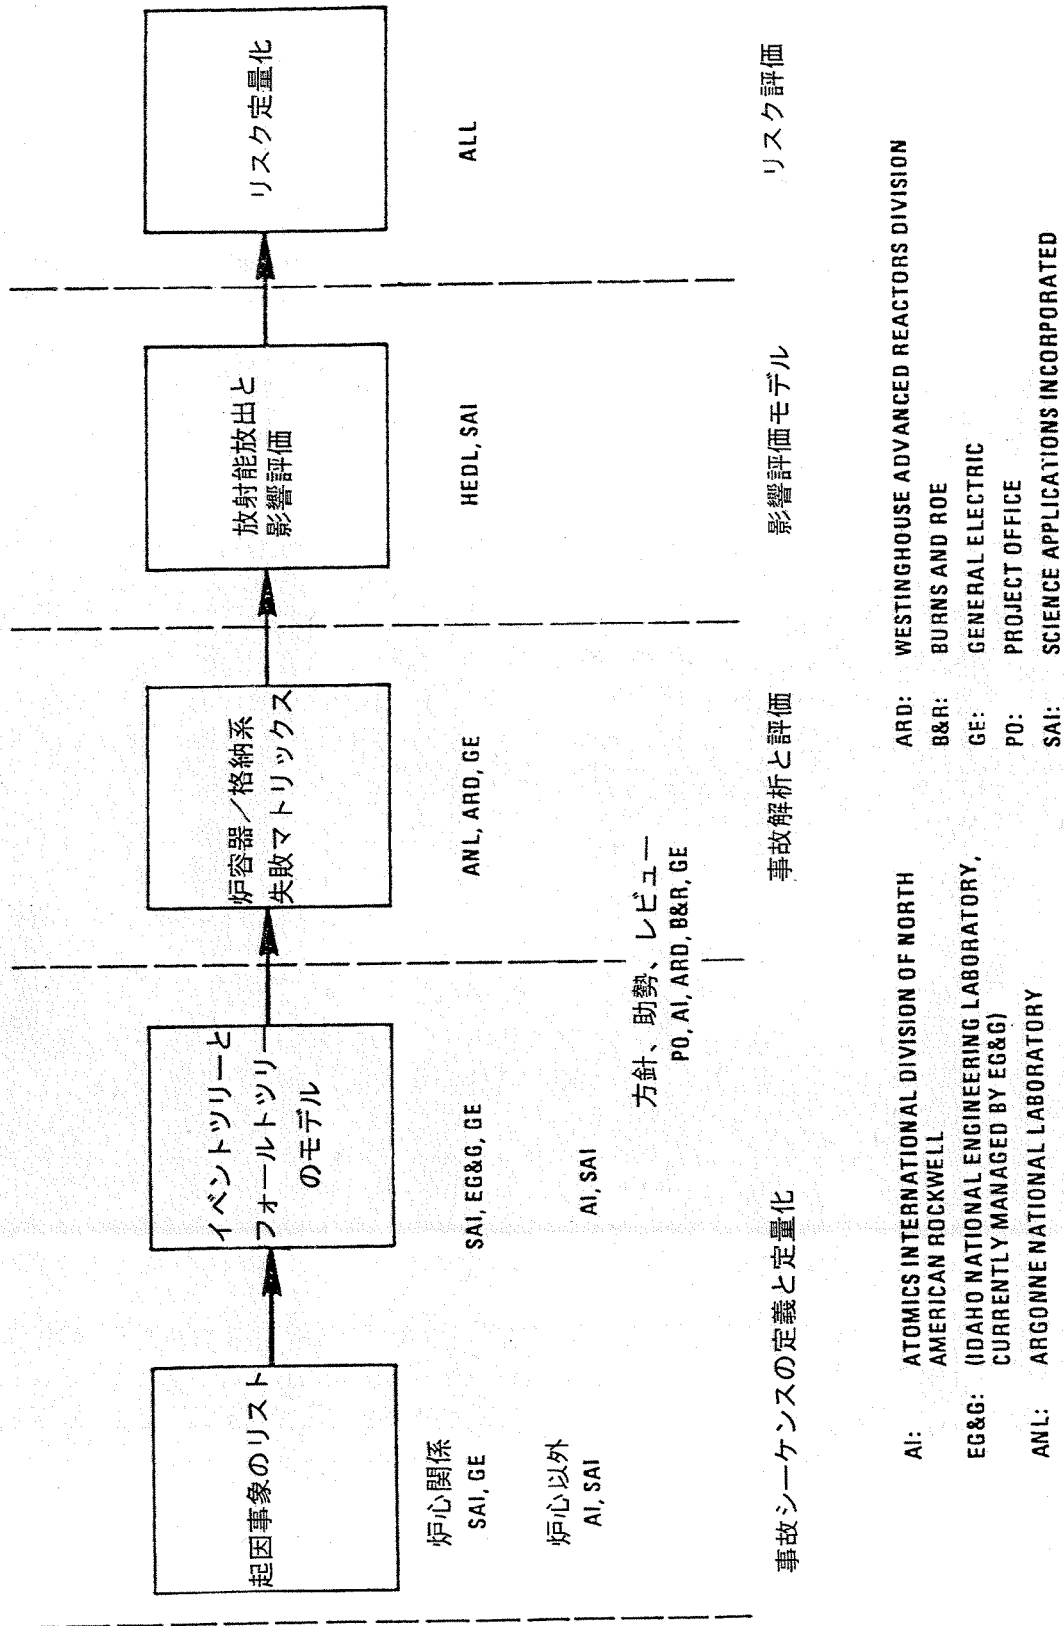 起因事象のリスト
炉心関係
SAI, GE
炉心以外
AI, SAI
イベントツリーと
フォールトツリー
のモデル
SAI, EG&G, GE
AI, SAI
炉容器／格納系
失敗マトリックス
ANL, ARD, GE
放射能放出と
影響評価
HEDL, SAI
リスク定量化
ALL
方針、助勢、レビュー
PO, AI, ARD, B&R, GE
事故シーケンスの定義と定量化
事故解析と評価
影響評価モデル
リスク評価
AI: ATOMICS INTERNATIONAL DIVISION OF NORTH
AMERICAN ROCKWELL
EG&G: (IDAHO NATIONAL ENGINEERING LABORATORY,
CURRENTLY MANAGED BY EG&G)
ANL: ARGONNE NATIONAL LABORATORY
ARD: WESTINGHOUSE ADVANCED REACTORS DIVISION
B&R: BURNS AND ROE
GE: GENERAL ELECTRIC
PO: PROJECT OFFICE
SAI: SCIENCE APPLICATIONS INCORPORATED